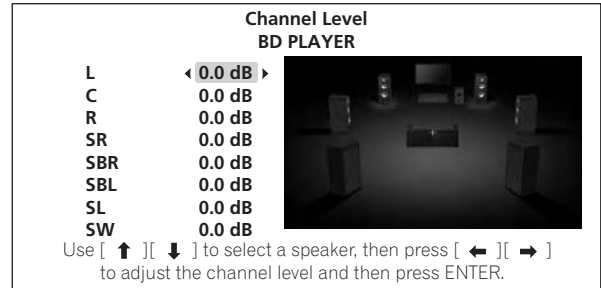 Channel Level
BD PLAYER
L 0.0 dB
C 0.0 dB
R 0.0 dB
SR 0.0 dB
SBR 0.0 dB
SBL 0.0 dB
SL 0.0 dB
SW 0.0 dB
Use [ ↑ ][ ↓ ] to select a speaker, then press [ ← ][ → ]
to adjust the channel level and then press ENTER.